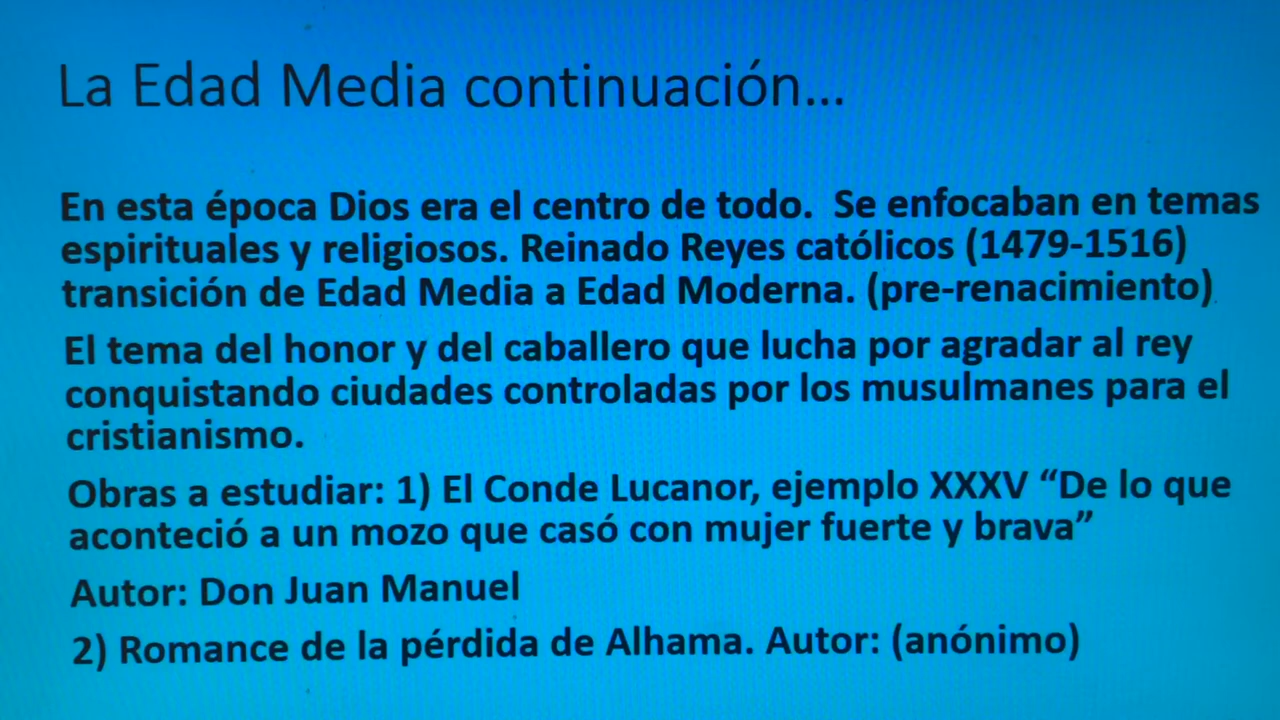 La Edad Media continuación...
En esta época Dios era el centro de todo. Se enfocaban en temas
espirituales y religiosos. Reinado Reyes católicos (1479-1516)
transición de Edad Media a Edad Moderna. (pre-renacimiento)
El tema del honor y del caballero que lucha por agradar al rey
conquistando ciudades controladas por los musulmanes para el
cristianismo.
Obras a estudiar: 1) El Conde Lucanor, ejemplo XXXV “De lo que
aconteció a un mozo que casó con mujer fuerte y brava”
Autor: Don Juan Manuel
2) Romance de la pérdida de Alhama. Autor: (anónimo)